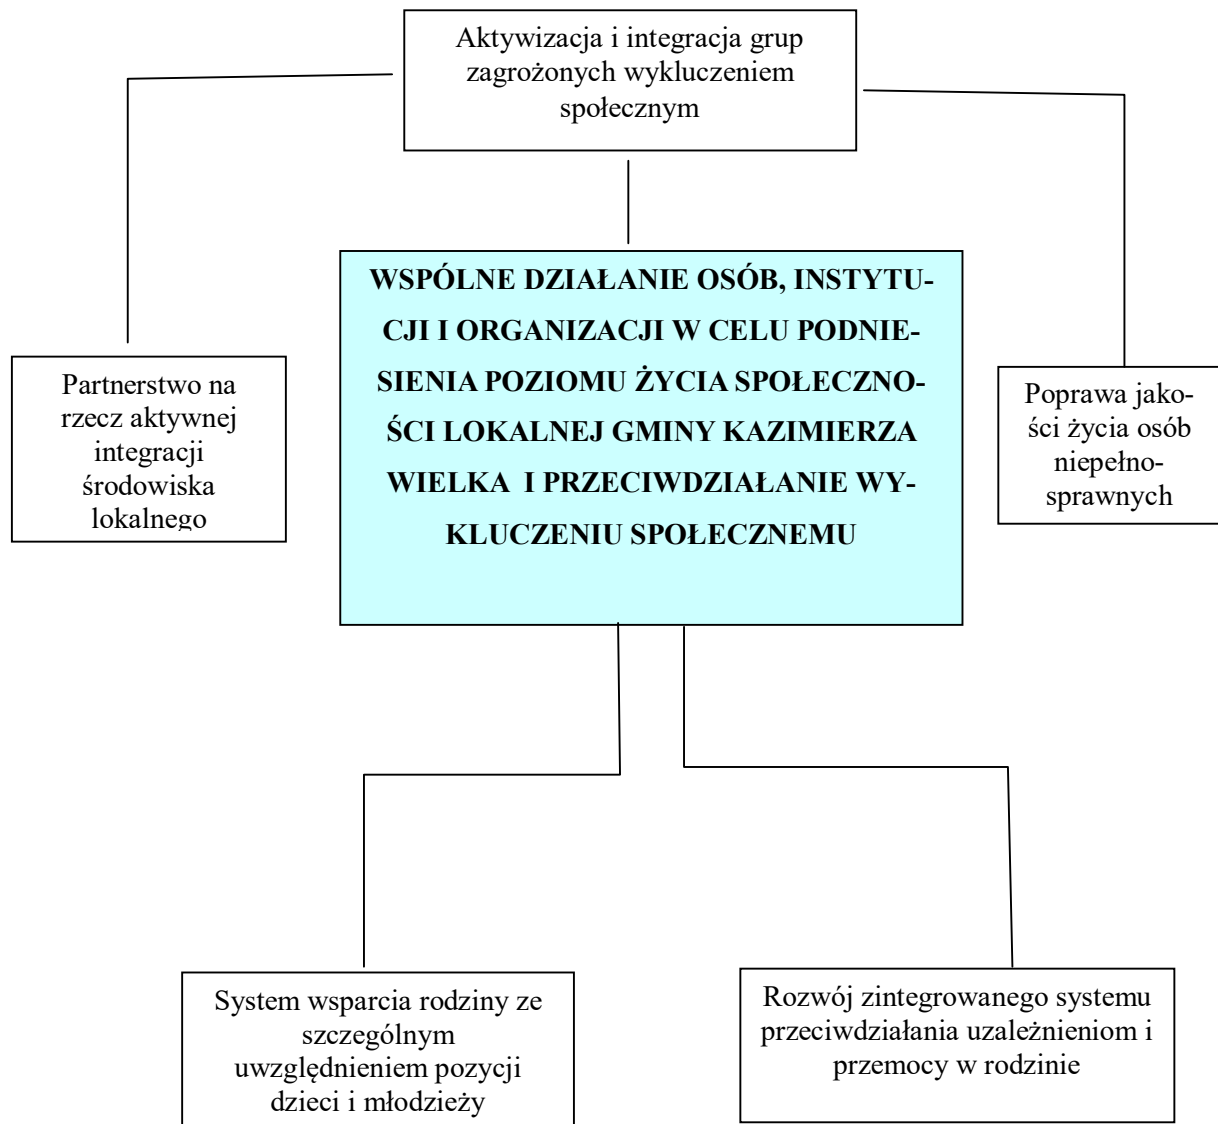 Aktywizacja i integracja grup
zagrożonych wykluczeniem
społecznym
WSPÓLNE DZIAŁANIE OSÓB, INSTYTU-
CJI I ORGANIZACJI W CELU PODNIE-
SIENIA POZIOMU ŻYCIA SPOŁECZNO-
ŚCI LOKALNEJ GMINY KAZIMIERZA
WIELKA I PRZECIWDZIAŁANIE WY-
KLUCZENIU SPOŁECZNEMU
Partnerstwo na
rzecz aktywnej
integracji
środowiska
lokalnego
Poprawa jako-
ści życia osób
niepełno-
sprawnych
System wsparcia rodziny ze
szczególnym
uwzględnieniem pozycji
dzieci i młodzieży
Rozwój zintegrowanego systemu
przeciwdziałania uzależnieniom i
przemocy w rodzinie